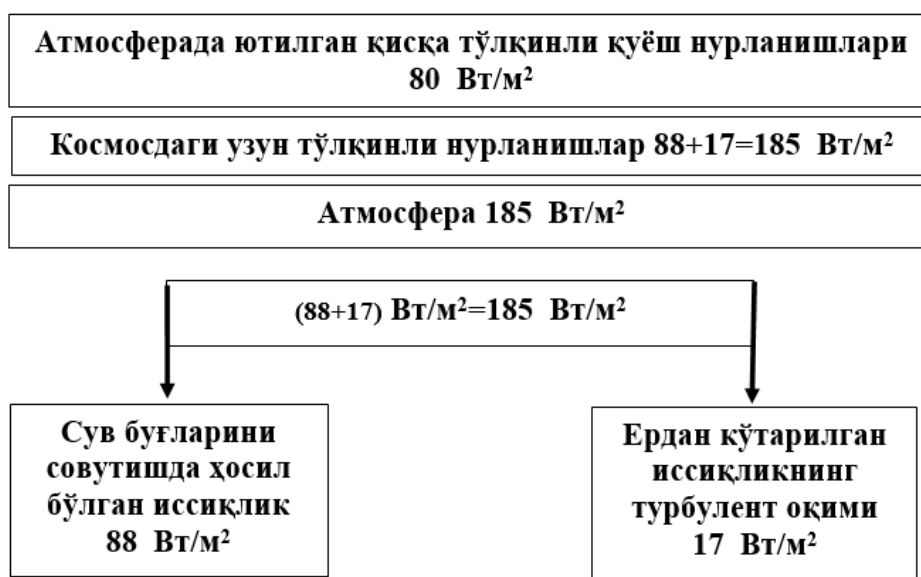 Атмосферада ютилган қисқа тўлқинли қуёш нурланишлари
80 Вт/м²
Космосдаги узун тўлқинли нурланишлар 88+17=185 Вт/м²
Атмосфера 185 Вт/м²
(88+17) Вт/м²=185 Вт/м²
Сув буғларини
совутишда ҳосил
бўлган иссиқлик
88 Вт/м²
Ердан кўтарилган
иссиқликнинг
турбулент оқими
17 Вт/м²